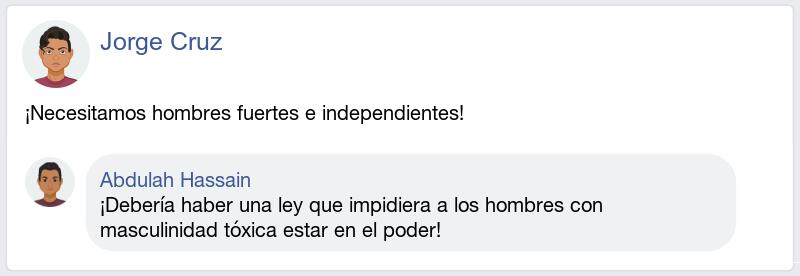 Jorge Cruz
¡Necesitamos hombres fuertes e independientes!
Abdulah Hassain
¡Debería haber una ley que impidiera a los hombres con
masculinidad tóxica estar en el poder!